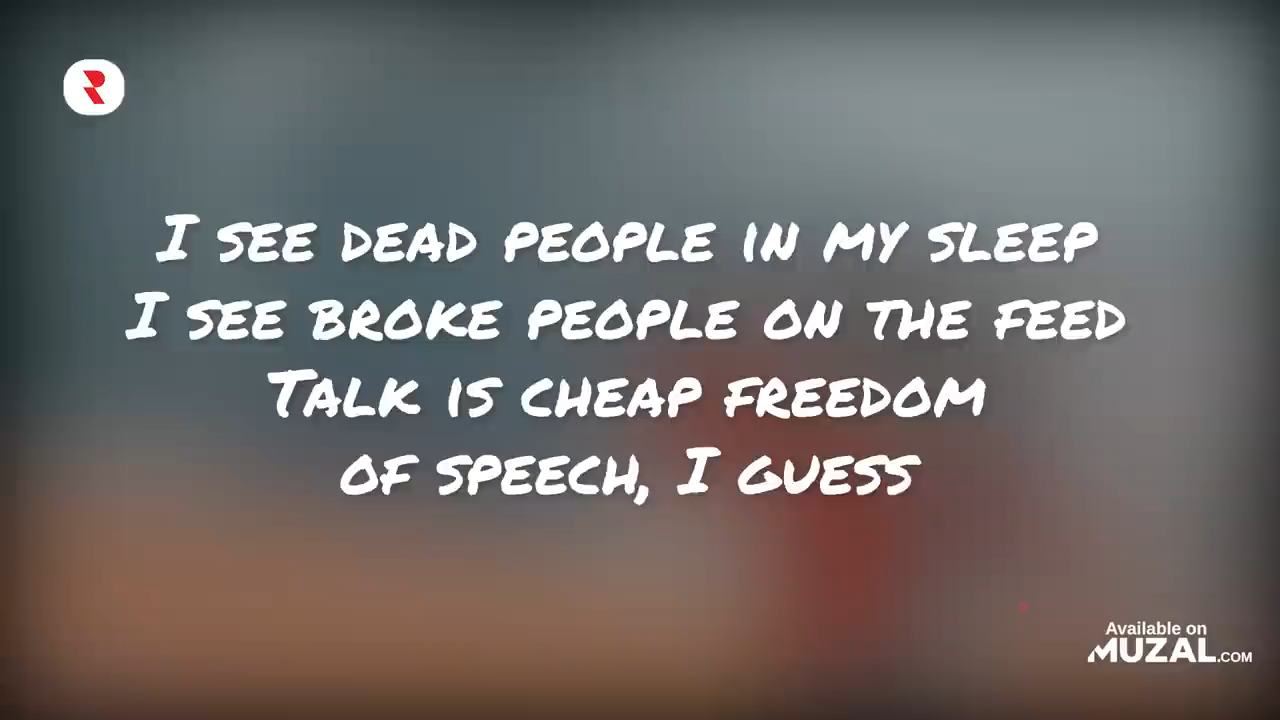 R
I SEE DEAD PEOPLE IN MY SLEEP
I SEE BROKE PEOPLE ON THE FEED
TALK IS CHEAP FREEDOM
OF SPEECH, I GUESS
Available on
MUZAL.COM